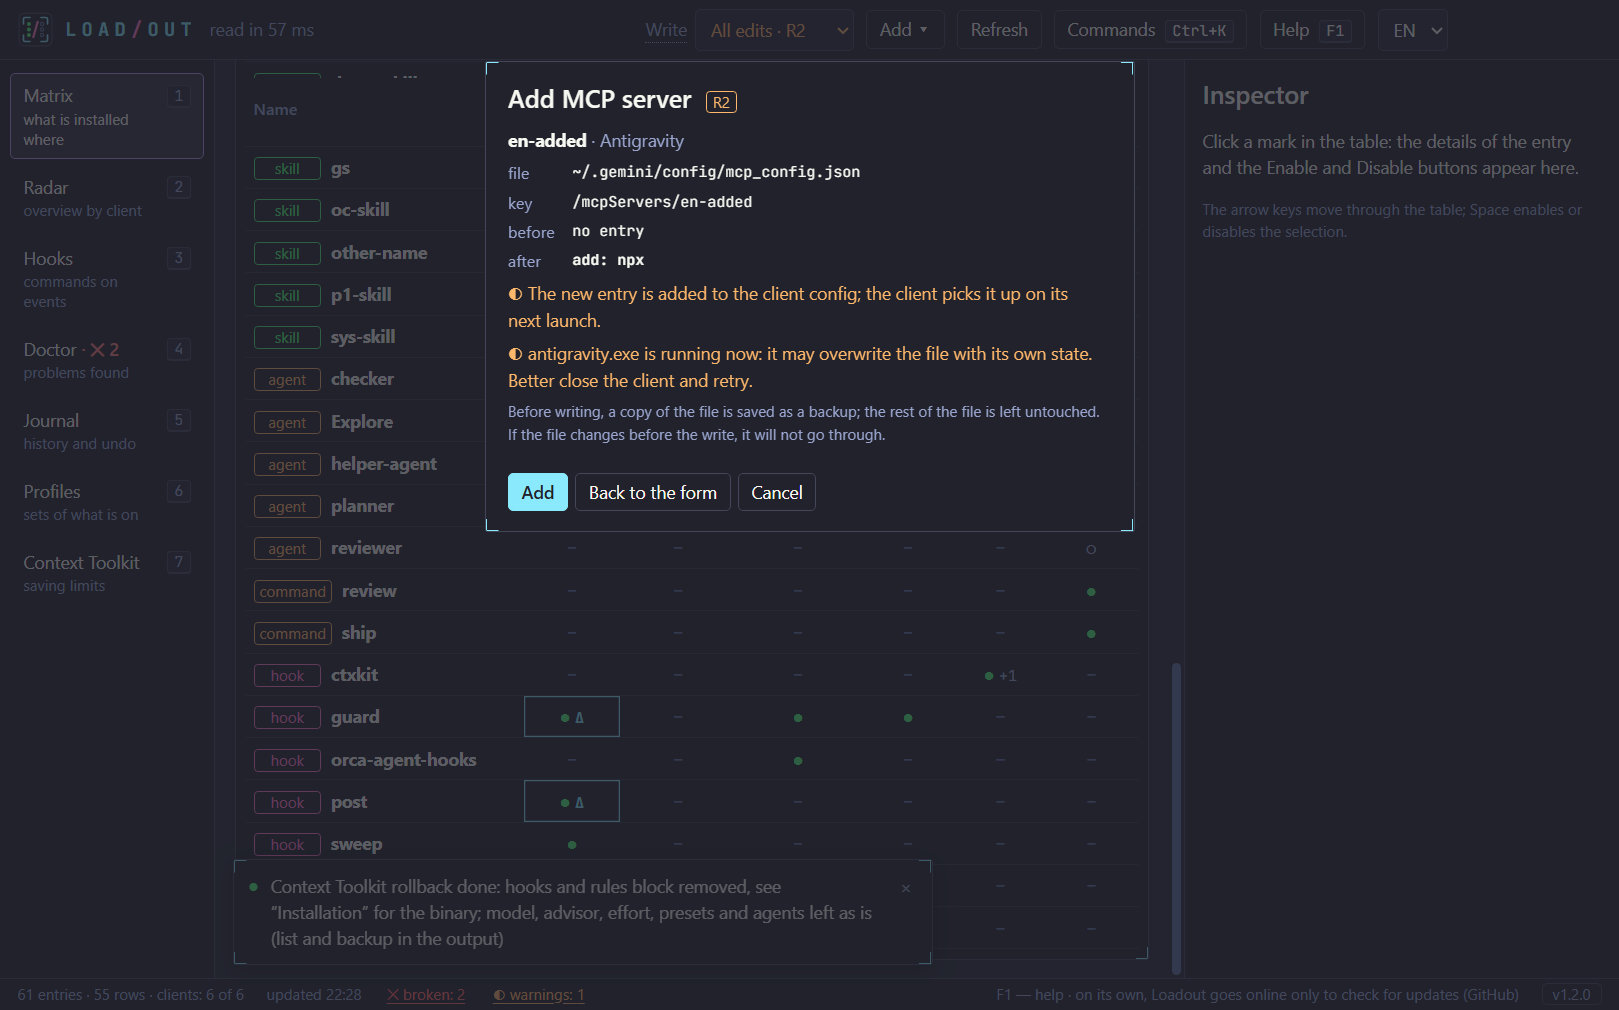 LOAD/OUT read in 57 ms
Write All edits · R2 Add Refresh Commands Ctrl+K Help F1 EN
Matrix 1
what is installed
where
Radar 2
overview by client
Hooks 3
commands on
events
Doctor · ✕ 2 4
problems found
Journal 5
history and undo
Profiles 6
sets of what is on
Context Toolkit 7
saving limits
Name
skill gs
skill oc-skill
skill other-name
skill p1-skill
skill sys-skill
agent checker
agent Explore
agent helper-agent
agent planner
agent reviewer
command review
command ship
hook ctxkit +1
hook guard Δ
hook orca-agent-hooks
hook post Δ
hook sweep
Add MCP server R2
en-added · Antigravity
file ~/.gemini/config/mcp_config.json
key /mcpServers/en-added
before no entry
after add: npx
◐ The new entry is added to the client config; the client picks it up on its
next launch.
◐ antigravity.exe is running now: it may overwrite the file with its own state.
Better close the client and retry.
Before writing, a copy of the file is saved as a backup; the rest of the file is left untouched.
If the file changes before the write, it will not go through.
Add Back to the form Cancel
Inspector
Click a mark in the table: the details of the entry
and the Enable and Disable buttons appear here.
The arrow keys move through the table; Space enables or
disables the selection.
Context Toolkit rollback done: hooks and rules block removed, see ×
“Installation” for the binary; model, advisor, effort, presets and agents left as is
(list and backup in the output)
61 entries · 55 rows · clients: 6 of 6 updated 22:28 ✕ broken: 2 ◐ warnings: 1 F1 — help · on its own, Loadout goes online only to check for updates (GitHub) v1.2.0